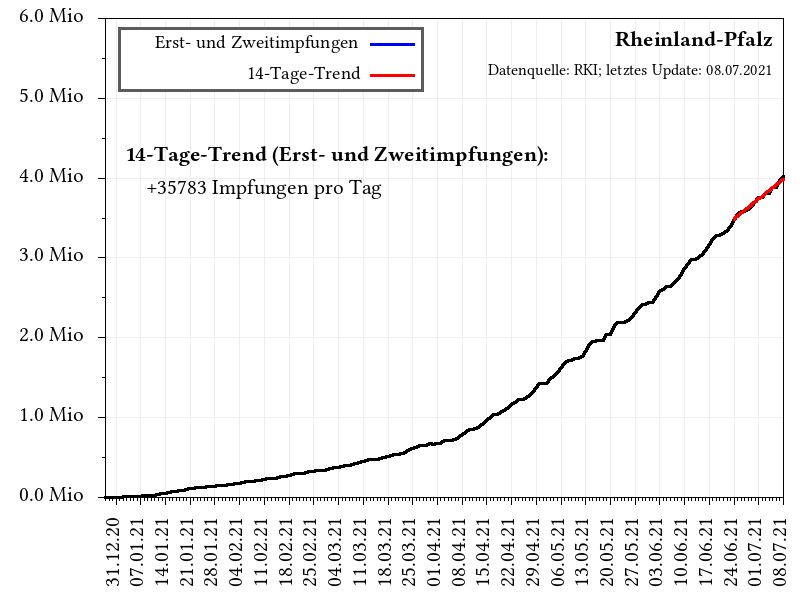 6.0 Mio
5.0 Mio
4.0 Mio
3.0 Mio
2.0 Mio
1.0 Mio
0.0 Mio
Erst- und Zweitimpfungen
14-Tage-Trend
Rheinland-Pfalz
Datenquelle: RKI; letztes Update: 08.07.2021
14-Tage-Trend (Erst- und Zweitimpfungen):
+35783 Impfungen pro Tag
31.12.20
07.01.21
14.01.21
21.01.21
28.01.21
04.02.21
11.02.21
18.02.21
25.02.21
04.03.21
11.03.21
18.03.21
25.03.21
01.04.21
08.04.21
15.04.21
22.04.21
29.04.21
06.05.21
13.05.21
20.05.21
27.05.21
03.06.21
10.06.21
17.06.21
24.06.21
01.07.21
08.07.21